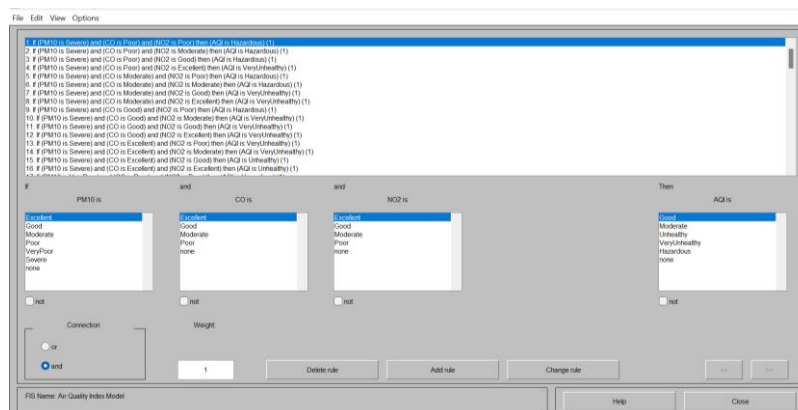 File Edit View Options
1. If (PM10 is Severe) and (CO is Poor) and (NO2 is Poor) then (AQI is Hazardous) (1)
2. If (PM10 is Severe) and (CO is Poor) and (NO2 is Moderate) then (AQI is Hazardous) (1)
3. If (PM10 is Severe) and (CO is Poor) and (NO2 is Good) then (AQI is Hazardous) (1)
4. If (PM10 is Severe) and (CO is Poor) and (NO2 is Excellent) then (AQI is VeryUnhealthy) (1)
5. If (PM10 is Severe) and (CO is Moderate) and (NO2 is Poor) then (AQI is Hazardous) (1)
6. If (PM10 is Severe) and (CO is Moderate) and (NO2 is Moderate) then (AQI is Hazardous) (1)
7. If (PM10 is Severe) and (CO is Moderate) and (NO2 is Good) then (AQI is VeryUnhealthy) (1)
8. If (PM10 is Severe) and (CO is Moderate) and (NO2 is Excellent) then (AQI is VeryUnhealthy) (1)
9. If (PM10 is Severe) and (CO is Good) and (NO2 is Poor) then (AQI is Hazardous) (1)
10. If (PM10 is Severe) and (CO is Good) and (NO2 is Moderate) then (AQI is VeryUnhealthy) (1)
11. If (PM10 is Severe) and (CO is Good) and (NO2 is Good) then (AQI is VeryUnhealthy) (1)
12. If (PM10 is Severe) and (CO is Good) and (NO2 is Excellent) then (AQI is VeryUnhealthy) (1)
13. If (PM10 is Severe) and (CO is Excellent) and (NO2 is Poor) then (AQI is VeryUnhealthy) (1)
14. If (PM10 is Severe) and (CO is Excellent) and (NO2 is Moderate) then (AQI is VeryUnhealthy) (1)
15. If (PM10 is Severe) and (CO is Excellent) and (NO2 is Good) then (AQI is Unhealthy) (1)
16. If (PM10 is Severe) and (CO is Excellent) and (NO2 is Excellent) then (AQI is Unhealthy) (1)
If and and Then
PM10 is CO is NO2 is AQI is
Excellent Excellent Excellent Good
Good Good Good Moderate
Moderate Moderate Moderate Unhealthy
Poor Poor Poor VeryUnhealthy
VeryPoor none none Hazardous
Severe none
none
not not not not
Connection Weight:
or
and 1 Delete rule Add rule Change rule << >>
FIS Name: Air Quality Index Model Help Close